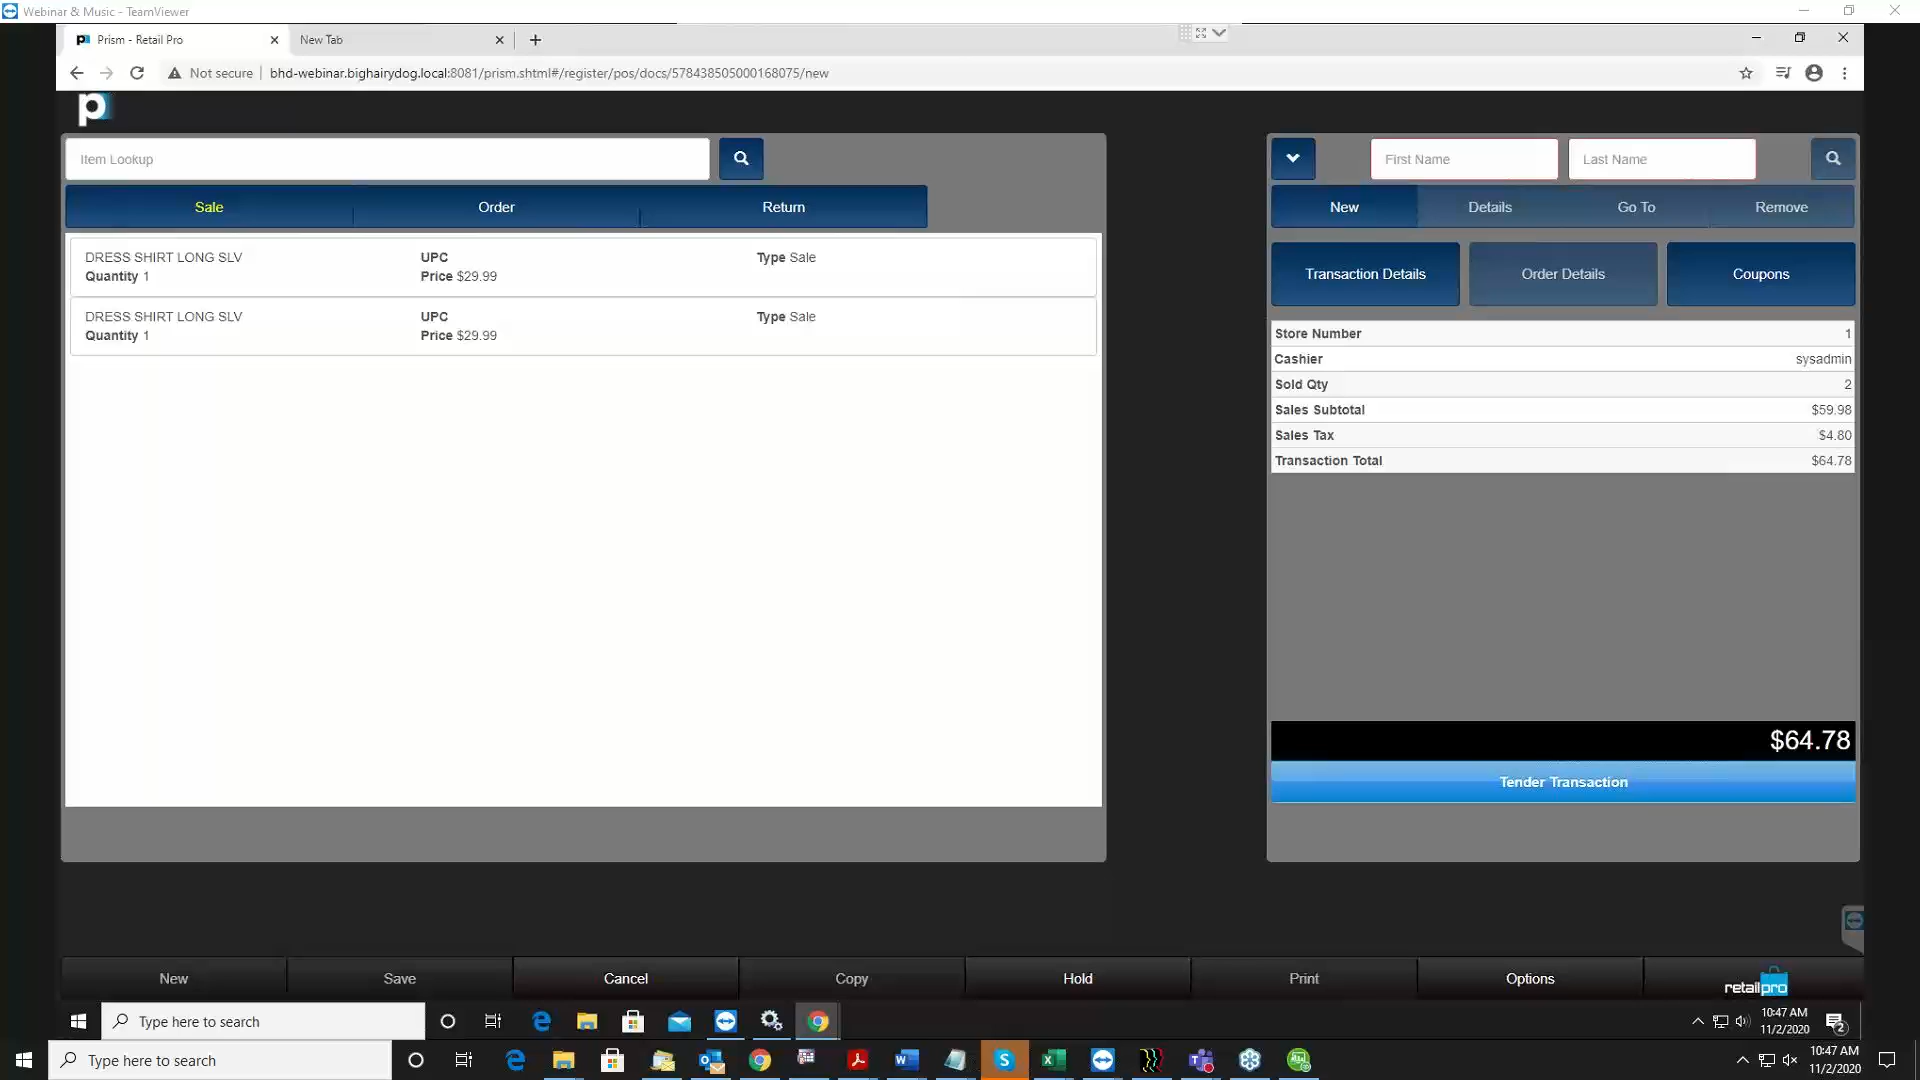 Webinar & Music - TeamViewer
Prism - Retail Pro
New Tab
Not secure
bhd-webinar.bighairydog.local:8081/prism.shtml#/register/pos/docs/578438505000168075/new
p
Item Lookup
First Name
Last Name
Sale
Order
Return
New
Details
Go To
Remove
DRESS SHIRT LONG SLV
UPC
Type Sale
Quantity 1
Price $29.99
DRESS SHIRT LONG SLV
UPC
Type Sale
Quantity 1
Price $29.99
Transaction Details
Order Details
Coupons
Store Number 1
Cashier sysadmin
Sold Qty 2
Sales Subtotal $59.98
Sales Tax $4.80
Transaction Total $64.78
$64.78
Tender Transaction
New
Save
Cancel
Copy
Hold
Print
Options
retailpro
Type here to search
10:47 AM
11/2/2020
2
Type here to search
10:47 AM
11/2/2020